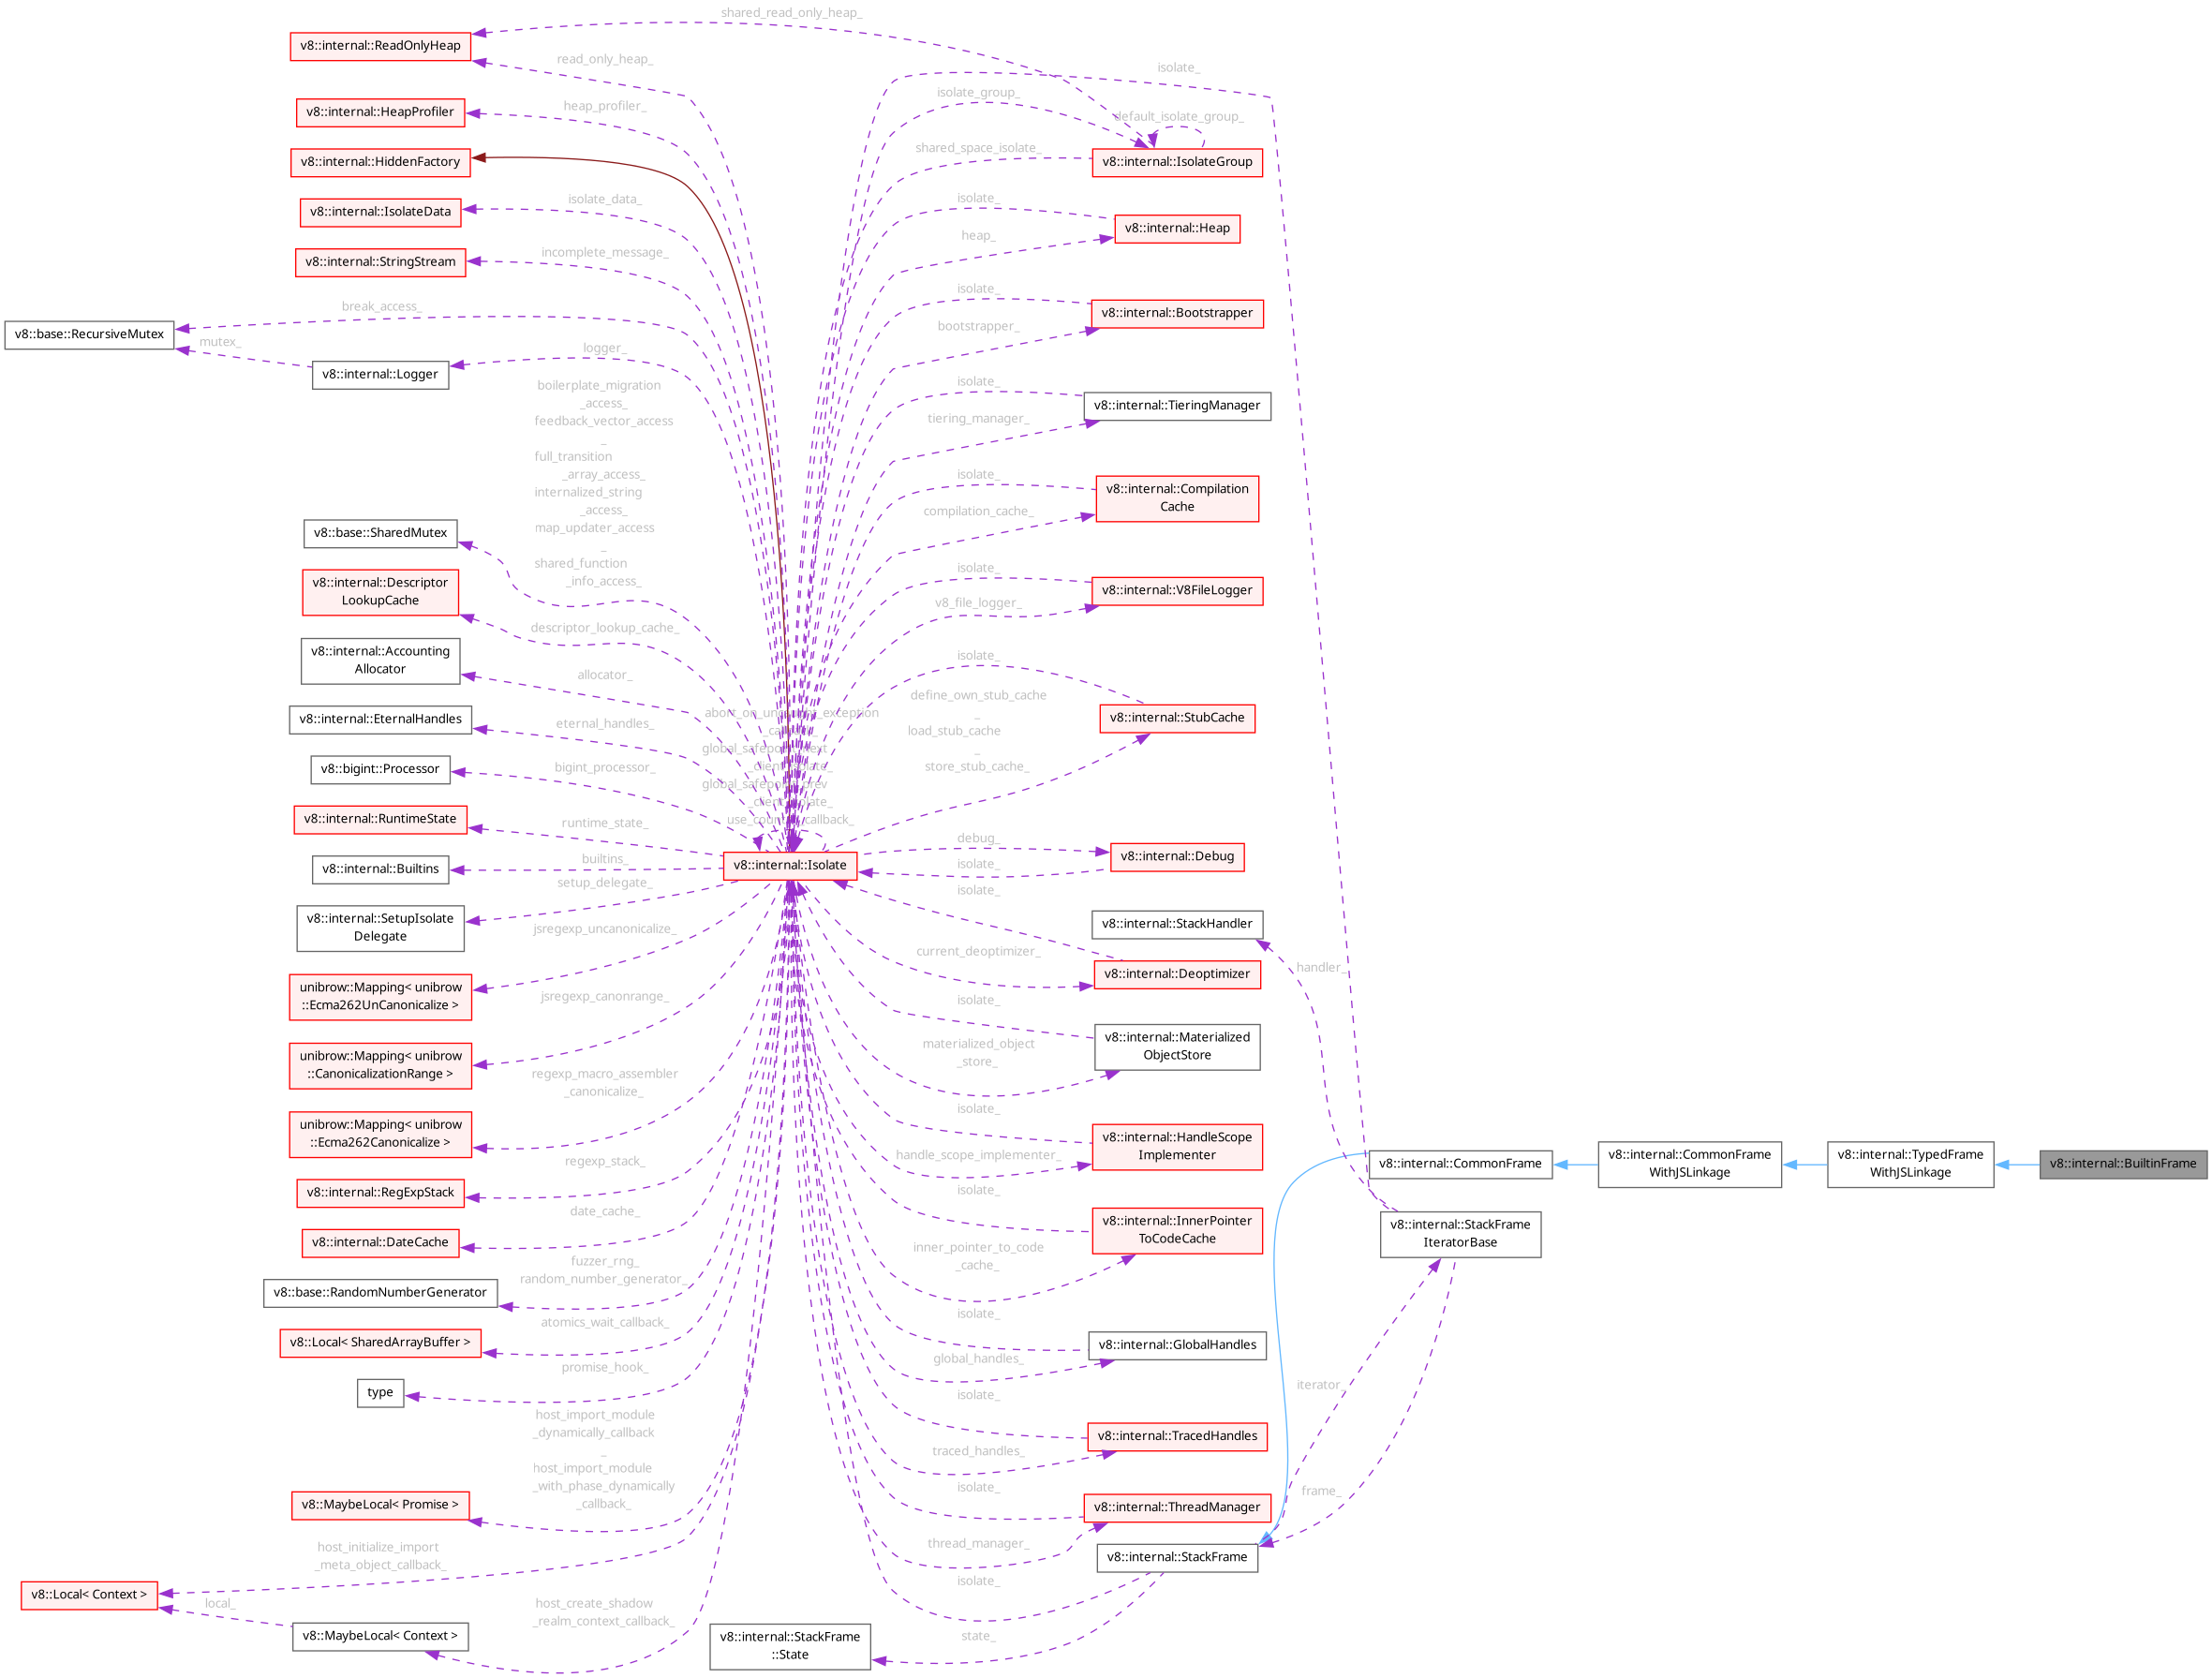 shared_read_only_heap_
v8::internal::ReadOnlyHeap
read_only_heap_
isolate_
v8::internal::HeapProfiler
heap_profiler_
isolate_group_
default_isolate_group_
v8::internal::HiddenFactory
shared_space_isolate_
v8::internal::IsolateGroup
v8::internal::IsolateData
isolate_data_
isolate_
v8::internal::Heap
heap_
v8::internal::StringStream
incomplete_message_
isolate_
v8::internal::Bootstrapper
bootstrapper_
break_access_
v8::base::RecursiveMutex
mutex_
logger_
v8::internal::Logger
isolate_
v8::internal::TieringManager
tiering_manager_
boilerplate_migration
_access_
feedback_vector_access
_
full_transition
_array_access_
internalized_string
_access_
map_updater_access
_
shared_function
_info_access_
isolate_
v8::internal::Compilation
Cache
compilation_cache_
v8::base::SharedMutex
v8::internal::Descriptor
LookupCache
descriptor_lookup_cache_
isolate_
v8::internal::V8FileLogger
v8_file_logger_
v8::internal::Accounting
Allocator
allocator_
isolate_
define_own_stub_cache
_
load_stub_cache
_
store_stub_cache_
v8::internal::StubCache
v8::internal::EternalHandles
eternal_handles_
v8::bigint::Processor
bigint_processor_
abort_on_uncaught_exception
_callback_
global_safepoint_next
_client_isolate_
global_safepoint_prev
_client_isolate_
use_counter_callback_
v8::internal::RuntimeState
runtime_state_
v8::internal::Builtins
builtins_
v8::internal::Isolate
debug_
isolate_
v8::internal::Debug
v8::internal::SetupIsolate
Delegate
setup_delegate_
isolate_
v8::internal::StackHandler
handler_
jsregexp_uncanonicalize_
current_deoptimizer_
v8::internal::Deoptimizer
unibrow::Mapping< unibrow
::Ecma262UnCanonicalize >
jsregexp_canonrange_
isolate_
v8::internal::Materialized
ObjectStore
materialized_object
_store_
unibrow::Mapping< unibrow
::CanonicalizationRange >
regexp_macro_assembler
_canonicalize_
unibrow::Mapping< unibrow
::Ecma262Canonicalize >
isolate_
v8::internal::HandleScope
Implementer
handle_scope_implementer_
v8::internal::CommonFrame
v8::internal::CommonFrame
WithJSLinkage
v8::internal::TypedFrame
WithJSLinkage
v8::internal::BuiltinFrame
regexp_stack_
v8::internal::RegExpStack
isolate_
v8::internal::InnerPointer
ToCodeCache
inner_pointer_to_code
_cache_
v8::internal::StackFrame
IteratorBase
date_cache_
v8::internal::DateCache
fuzzer_rng_
random_number_generator_
v8::base::RandomNumberGenerator
atomics_wait_callback_
v8::Local< SharedArrayBuffer >
isolate_
v8::internal::GlobalHandles
global_handles_
promise_hook_
type
iterator_
isolate_
v8::internal::TracedHandles
traced_handles_
host_import_module
_dynamically_callback
_
host_import_module
_with_phase_dynamically
_callback_
v8::MaybeLocal< Promise >
isolate_
v8::internal::ThreadManager
thread_manager_
frame_
v8::internal::StackFrame
host_initialize_import
_meta_object_callback_
isolate_
v8::Local< Context >
local_
host_create_shadow
_realm_context_callback_
v8::MaybeLocal< Context >
v8::internal::StackFrame
::State
state_